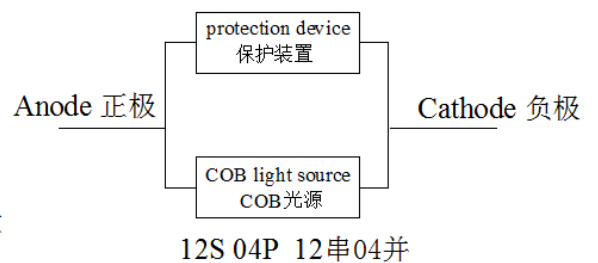 protection device
保护装置
Anode 正极
Cathode 负极
COB light source
COB光源
12S 04P 12串04并